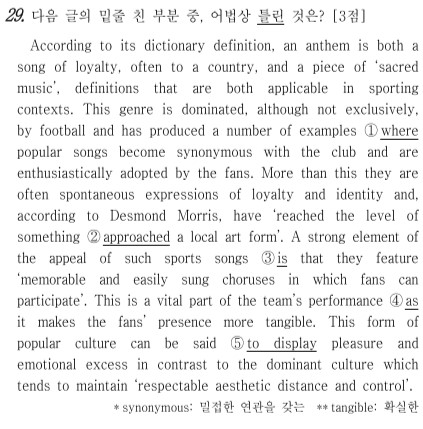 29. 다음 글의 밑줄 친 부분 중, 어법상 틀린 것은? [3점]
According to its dictionary definition, an anthem is both a
song of loyalty, often to a country, and a piece of ‘sacred
music’, definitions that are both applicable in sporting
contexts. This genre is dominated, although not exclusively,
by football and has produced a number of examples ① where
popular songs become synonymous with the club and are
enthusiastically adopted by the fans. More than this they are
often spontaneous expressions of loyalty and identity and,
according to Desmond Morris, have ‘reached the level of
something ② approached a local art form’. A strong element of
the appeal of such sports songs ③ is that they feature
‘memorable and easily sung choruses in which fans can
participate’. This is a vital part of the team’s performance ④ as
it makes the fans’ presence more tangible. This form of
popular culture can be said ⑤ to display pleasure and
emotional excess in contrast to the dominant culture which
tends to maintain ‘respectable aesthetic distance and control’.
* synonymous: 밀접한 연관을 갖는 ** tangible: 확실한